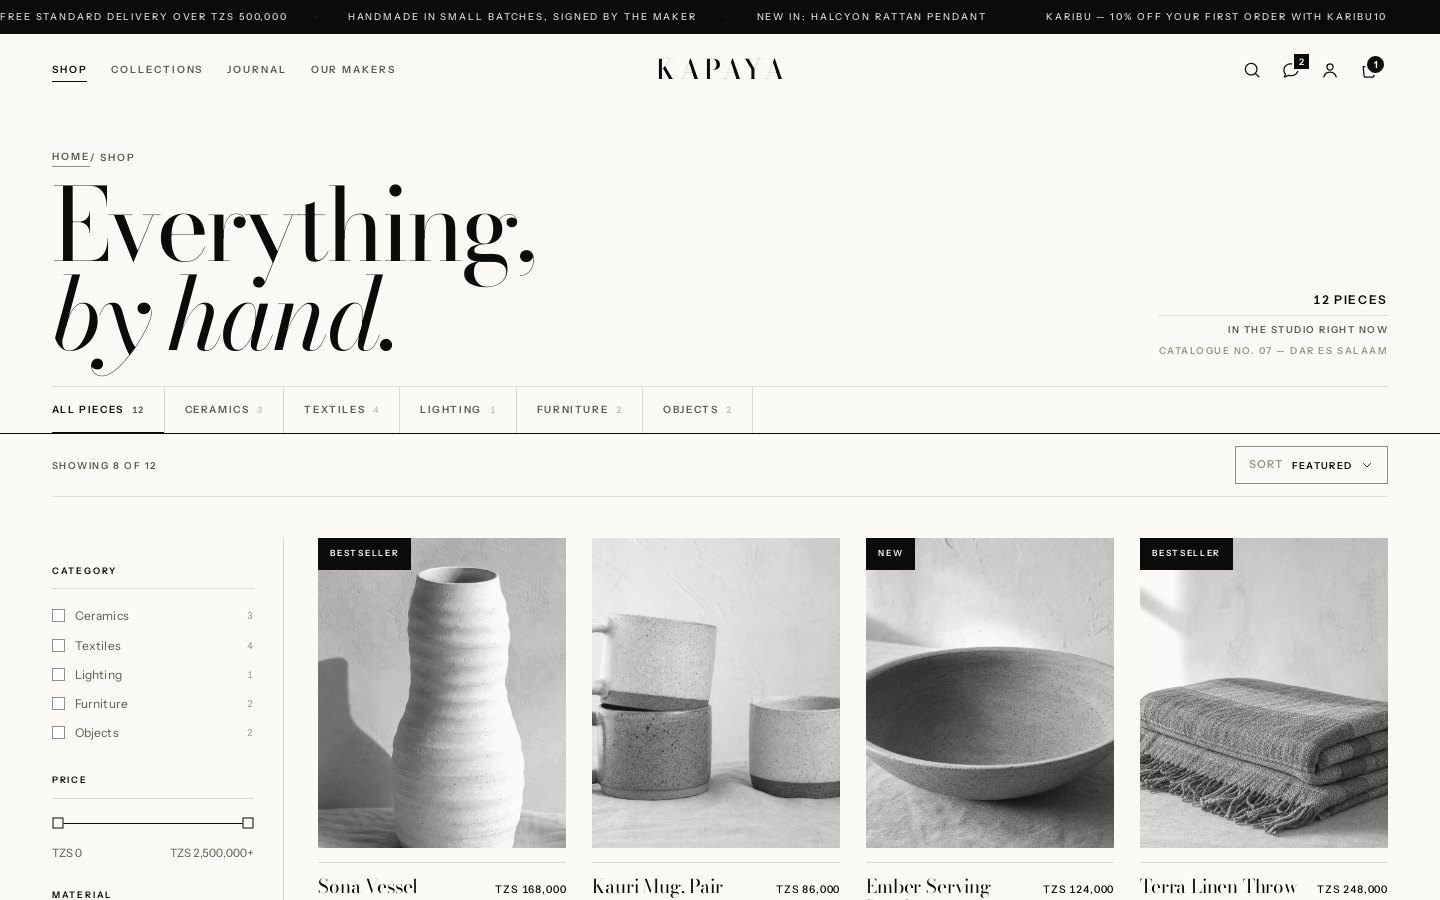 FREE STANDARD DELIVERY OVER TZS 500,000
HANDMADE IN SMALL BATCHES, SIGNED BY THE MAKER
NEW IN: HALCYON RATTAN PENDANT
KARIBU — 10% OFF YOUR FIRST ORDER WITH KARIBU10
SHOP
COLLECTIONS
JOURNAL
OUR MAKERS
KAPAYA
2
1
HOME / SHOP
Everything,
by hand.
12 PIECES
IN THE STUDIO RIGHT NOW
CATALOGUE NO. 07 — DAR ES SALAAM
ALL PIECES 12
CERAMICS 3
TEXTILES 4
LIGHTING 1
FURNITURE 2
OBJECTS 2
SHOWING 8 OF 12
SORT FEATURED
CATEGORY
Ceramics 3
Textiles 4
Lighting 1
Furniture 2
Objects 2
PRICE
TZS 0
TZS 2,500,000+
MATERIAL
BESTSELLER
Sona Vessel
TZS 168,000
Kauri Mug, Pair
TZS 86,000
NEW
Ember Serving
TZS 124,000
BESTSELLER
Terra Linen Throw
TZS 248,000